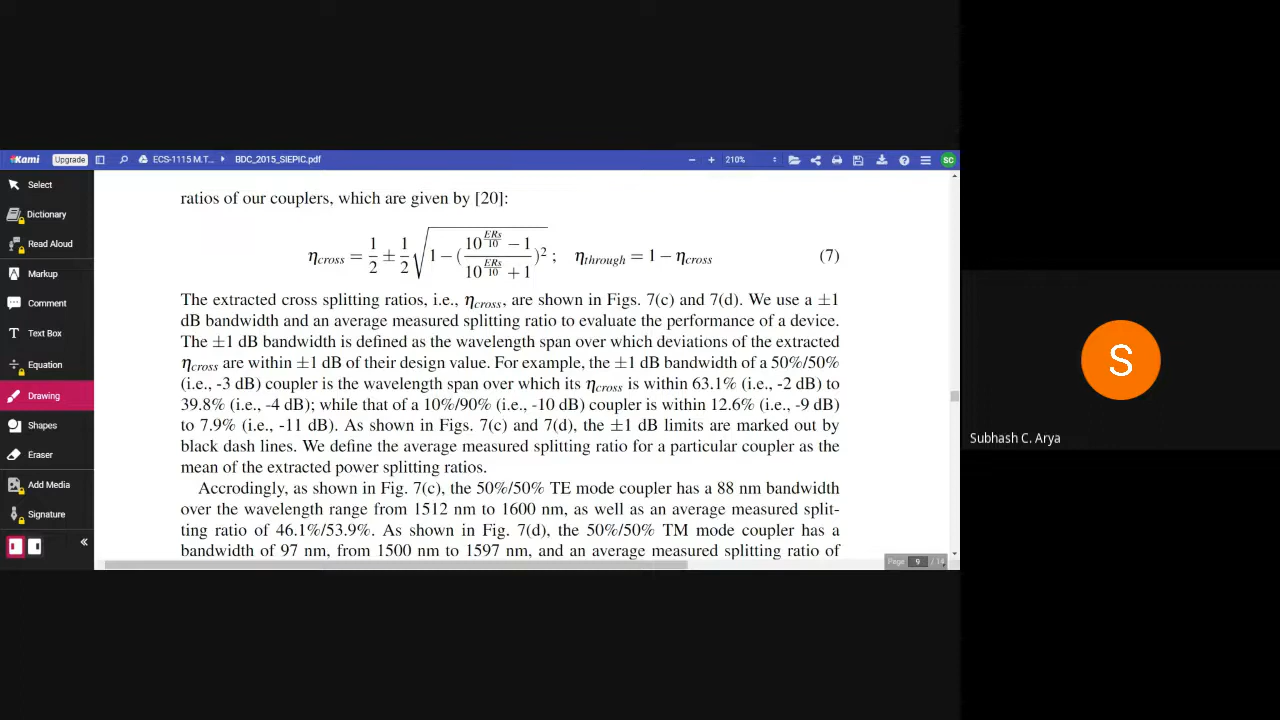 Kami Upgrade ECS-1115 M.T... BDC_2015_SIEPIC.pdf 210% SC
Select
Dictionary
Read Aloud
Markup
Comment
Text Box
Equation
Drawing
Shapes
Eraser
Add Media
Signature
ratios of our couplers, which are given by [20]:
η_cross = 1/2 ± 1/2 √(1 − ((10^(ERs/10) − 1)/(10^(ERs/10) + 1))^2) ; η_through = 1 − η_cross (7)
The extracted cross splitting ratios, i.e., η_cross, are shown in Figs. 7(c) and 7(d). We use a ±1
dB bandwidth and an average measured splitting ratio to evaluate the performance of a device.
The ±1 dB bandwidth is defined as the wavelength span over which deviations of the extracted
η_cross are within ±1 dB of their design value. For example, the ±1 dB bandwidth of a 50%/50%
(i.e., -3 dB) coupler is the wavelength span over which its η_cross is within 63.1% (i.e., -2 dB) to
39.8% (i.e., -4 dB); while that of a 10%/90% (i.e., -10 dB) coupler is within 12.6% (i.e., -9 dB)
to 7.9% (i.e., -11 dB). As shown in Figs. 7(c) and 7(d), the ±1 dB limits are marked out by
black dash lines. We define the average measured splitting ratio for a particular coupler as the
mean of the extracted power splitting ratios.
Accrodingly, as shown in Fig. 7(c), the 50%/50% TE mode coupler has a 88 nm bandwidth
over the wavelength range from 1512 nm to 1600 nm, as well as an average measured split-
ting ratio of 46.1%/53.9%. As shown in Fig. 7(d), the 50%/50% TM mode coupler has a
bandwidth of 97 nm, from 1500 nm to 1597 nm, and an average measured splitting ratio of
Page 9 / 14
S
Subhash C. Arya